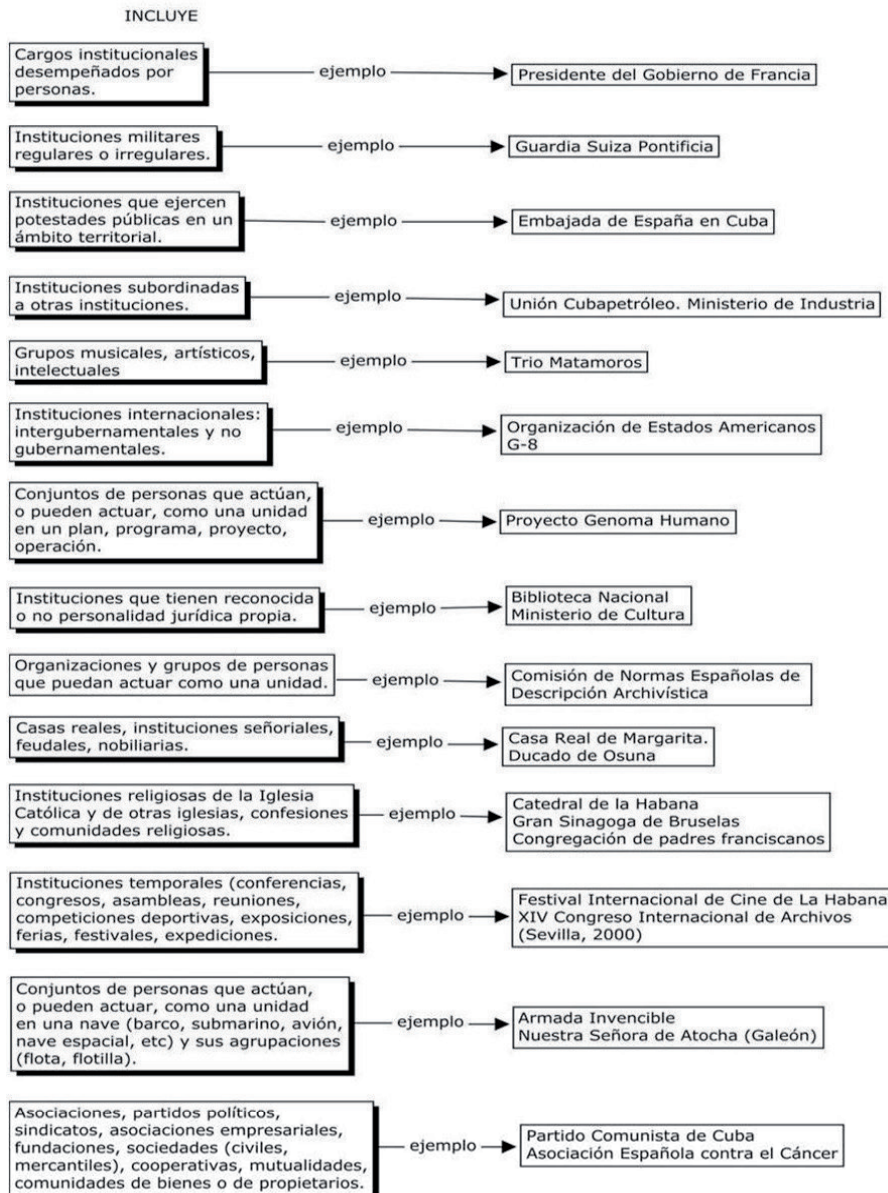 INCLUYE
Cargos institucionales
desempeñados por
personas.
ejemplo
Presidente del Gobierno de Francia
Instituciones militares
regulares o irregulares.
ejemplo
Guardia Suiza Pontificia
Instituciones que ejercen
potestades públicas en un
ámbito territorial.
ejemplo
Embajada de España en Cuba
Instituciones subordinadas
a otras instituciones.
ejemplo
Unión Cubapetróleo. Ministerio de Industria
Grupos musicales, artísticos,
intelectuales
ejemplo
Trio Matamoros
Instituciones internacionales:
intergubernamentales y no
gubernamentales.
ejemplo
Organización de Estados Americanos
G-8
Conjuntos de personas que actúan,
o pueden actuar, como una unidad
en un plan, programa, proyecto,
operación.
ejemplo
Proyecto Genoma Humano
Instituciones que tienen reconocida
o no personalidad jurídica propia.
ejemplo
Biblioteca Nacional
Ministerio de Cultura
Organizaciones y grupos de personas
que puedan actuar como una unidad.
ejemplo
Comisión de Normas Españolas de
Descripción Archivística
Casas reales, instituciones señoriales,
feudales, nobiliarias.
ejemplo
Casa Real de Margarita.
Ducado de Osuna
Instituciones religiosas de la Iglesia
Católica y de otras iglesias, confesiones
y comunidades religiosas.
ejemplo
Catedral de la Habana
Gran Sinagoga de Bruselas
Congregación de padres franciscanos
Instituciones temporales (conferencias,
congresos, asambleas, reuniones,
competiciones deportivas, exposiciones,
ferias, festivales, expediciones.
ejemplo
Festival Internacional de Cine de La Habana
XIV Congreso Internacional de Archivos
(Sevilla, 2000)
Conjuntos de personas que actúan,
o pueden actuar, como una unidad
en una nave (barco, submarino, avión,
nave espacial, etc) y sus agrupaciones
(flota, flotilla).
ejemplo
Armada Invencible
Nuestra Señora de Atocha (Galeón)
Asociaciones, partidos políticos,
sindicatos, asociaciones empresariales,
fundaciones, sociedades (civiles,
mercantiles), cooperativas, mutualidades,
comunidades de bienes o de propietarios.
ejemplo
Partido Comunista de Cuba
Asociación Española contra el Cáncer